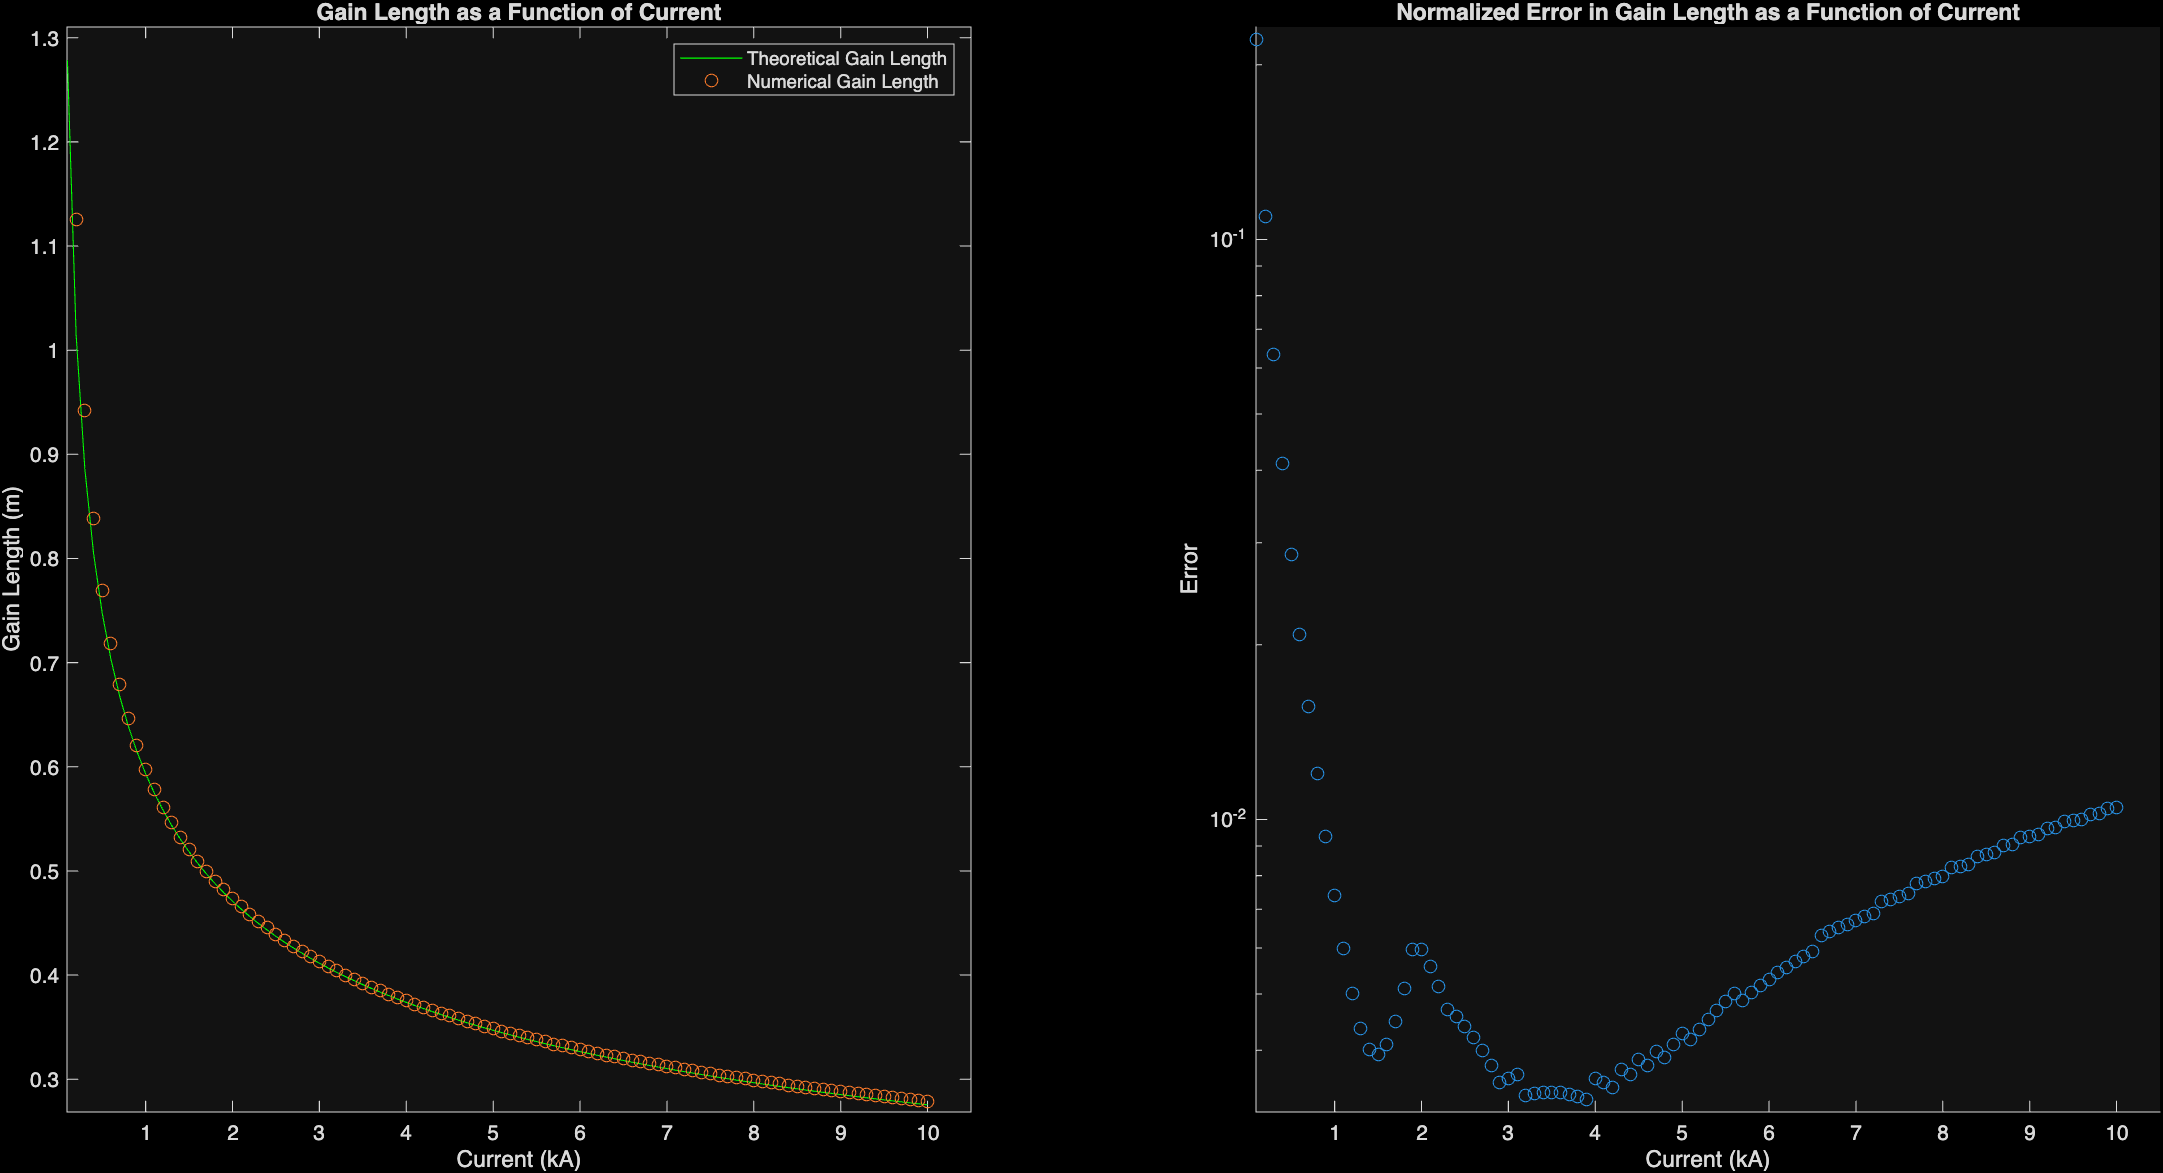 Gain Length as a Function of Current
Theoretical Gain Length
Numerical Gain Length
1.3
1.2
1.1
1
0.9
0.8
0.7
0.6
0.5
0.4
0.3
Gain Length (m)
1 2 3 4 5 6 7 8 9 10
Current (kA)
Normalized Error in Gain Length as a Function of Current
10-1
10-2
Error
1 2 3 4 5 6 7 8 9 10
Current (kA)